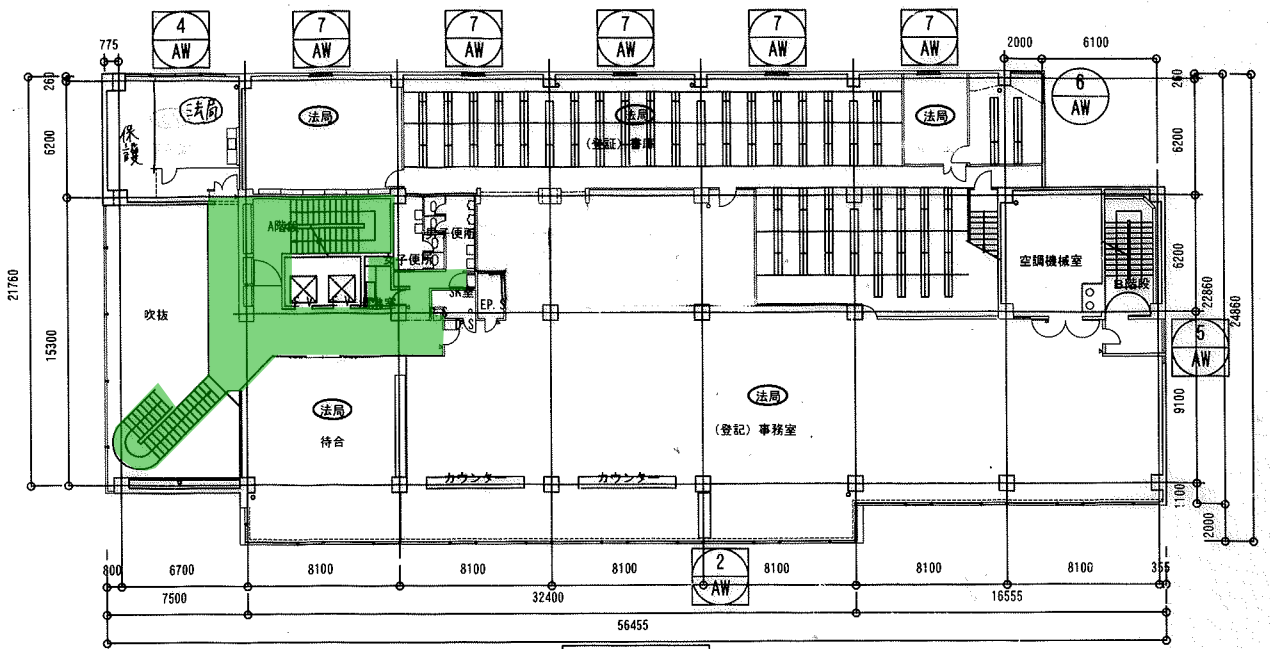 4
AW
7
AW
7
AW
7
AW
7
AW
7
AW
775
2000
6100
260
6200
法局
保護
法局
法局
(登証) 書庫
法局
6
AW
260
6200
A階段
男子便所
女子便所
SK室
EP.S
吹抜
空調機械室
B階段
6200
22860
24860
21760
15300
5
AW
9100
法局
待合
法局
(登記) 事務室
カウンター
カウンター
1100
2000
2
AW
800
6700
8100
8100
8100
8100
8100
8100
355
7500
32400
16555
56455